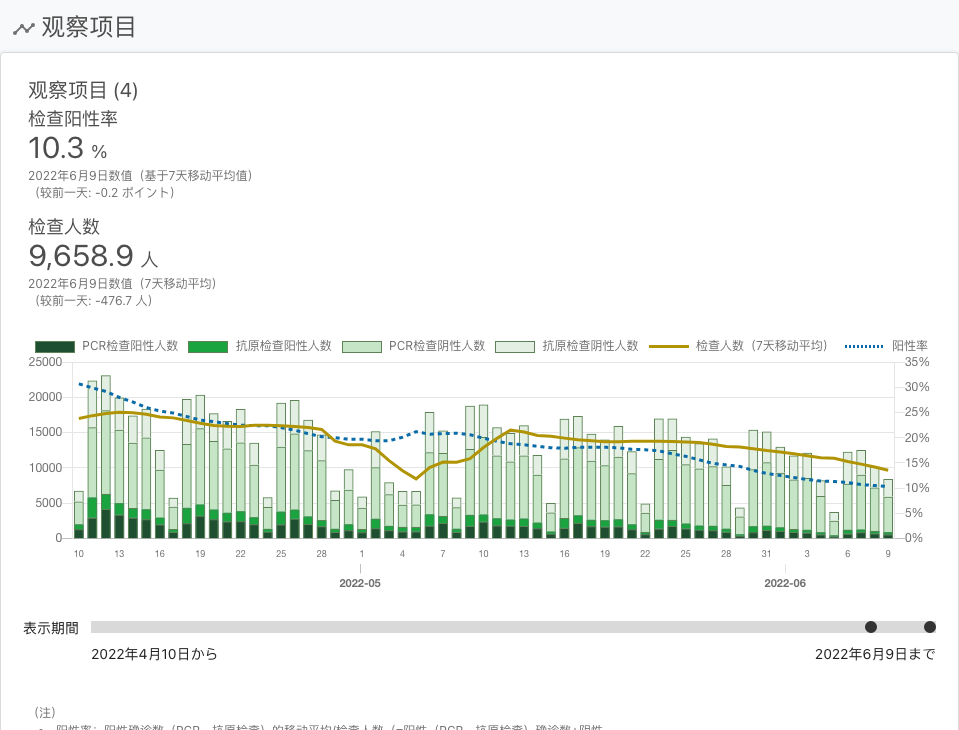 观察项目
观察项目 (4)
检查阳性率
10.3 %
2022年6月9日数值（基于7天移动平均值）
（较前一天: -0.2 ポイント）
检查人数
9,658.9 人
2022年6月9日数值（7天移动平均）
（较前一天: -476.7 人）
PCR检查阳性人数 抗原检查阳性人数 PCR检查阴性人数 抗原检查阴性人数 检查人数（7天移动平均） 阳性率
25000 35%
30%
20000
25%
15000 20%
15%
10000
10%
5000
5%
0 0%
10 13 16 19 22 25 28 1 4 7 10 13 16 19 22 25 28 31 3 6 9
2022-05 2022-06
表示期間
2022年4月10日から 2022年6月9日まで
（注）